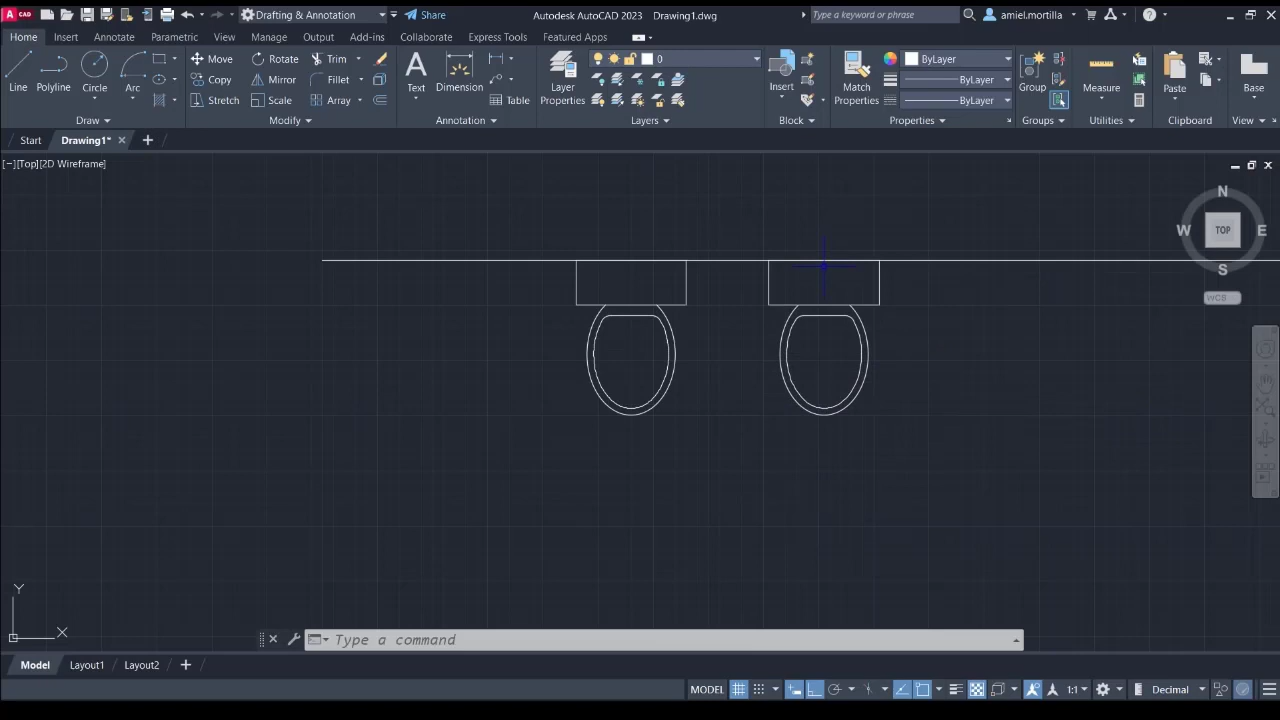 A CAD
Drafting & Annotation
Share
Autodesk AutoCAD 2023 Drawing1.dwg
Type a keyword or phrase
amiel.mortilla
Home Insert Annotate Parametric View Manage Output Add-ins Collaborate Express Tools Featured Apps
Line
Polyline
Circle
Arc
Draw
Move
Rotate
Trim
Copy
Mirror
Fillet
Stretch
Scale
Array
Modify
Text
Dimension
Table
Annotation
Layer
Properties
0
Layers
Insert
Block
Match
Properties
ByLayer
ByLayer
ByLayer
Properties
Group
Groups
Measure
Utilities
Paste
Clipboard
Base
View
Start
Drawing1*
[−][Top][2D Wireframe]
N
W
TOP
E
S
WCS
Y
X
Type a command
Model Layout1 Layout2
MODEL
1:1
Decimal